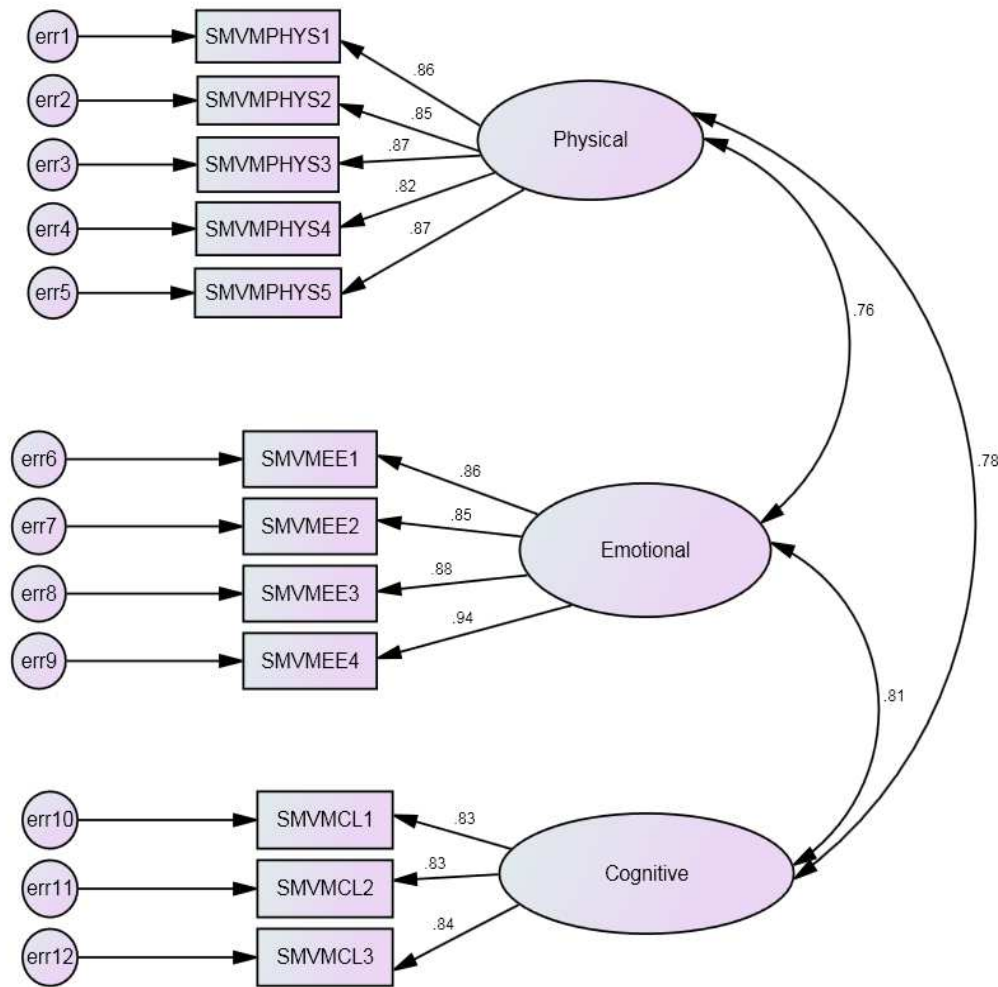 err1
SMVMPHYS1
.86
err2
SMVMPHYS2
.85
Physical
err3
SMVMPHYS3
.87
err4
SMVMPHYS4
.82
err5
SMVMPHYS5
.87
.76
.78
err6
SMVMEE1
.86
err7
SMVMEE2
.85
Emotional
err8
SMVMEE3
.88
err9
SMVMEE4
.94
.81
err10
SMVMCL1
.83
err11
SMVMCL2
.83
Cognitive
err12
SMVMCL3
.84